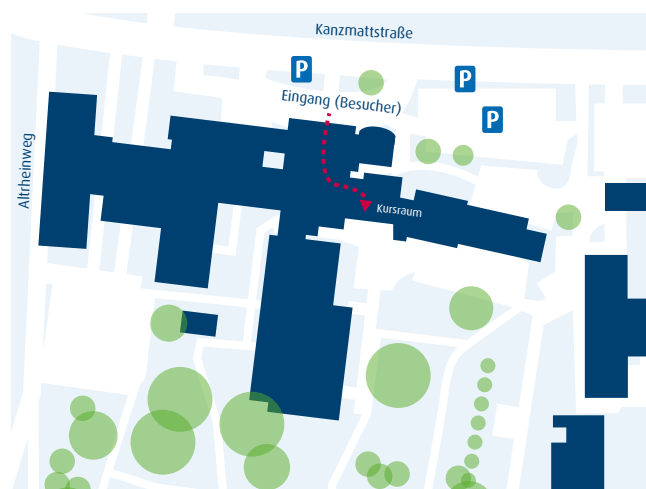 Kanzmattstraße
P
P
Eingang (Besucher)
P
Altrheinweg
Kursraum